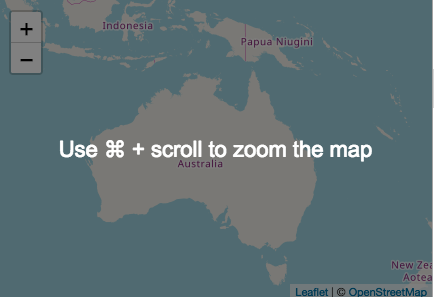 +
−
Indonesia
Papua Niugini
Use ⌘ + scroll to zoom the map
Australia
New Zea
Aotea
Leaflet | © OpenStreetMap